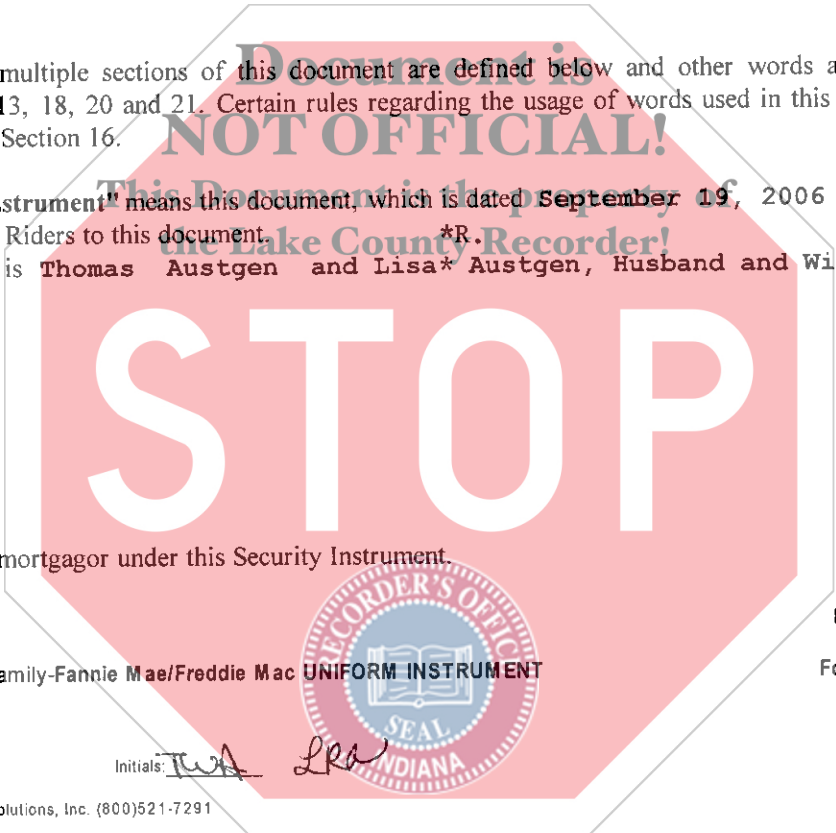 Document is
multiple sections of this document are defined below and other words a
13, 18, 20 and 21. Certain rules regarding the usage of words used in this
NOT OFFICIAL!
Section 16.
This Document is the property of
strument" means this document, which is dated September 19, 2006
the Lake County Recorder!
Riders to this document. *R.
is Thomas Austgen and Lisa* Austgen, Husband and Wi
STOP
mortgagor under this Security Instrument.
RECORDER'S OFFICE
amily-Fannie Mae/Freddie Mac UNIFORM INSTRUMENT Fo
SEAL
INDIANA
Initials: TWA LRA
olutions, Inc. (800)521-7291